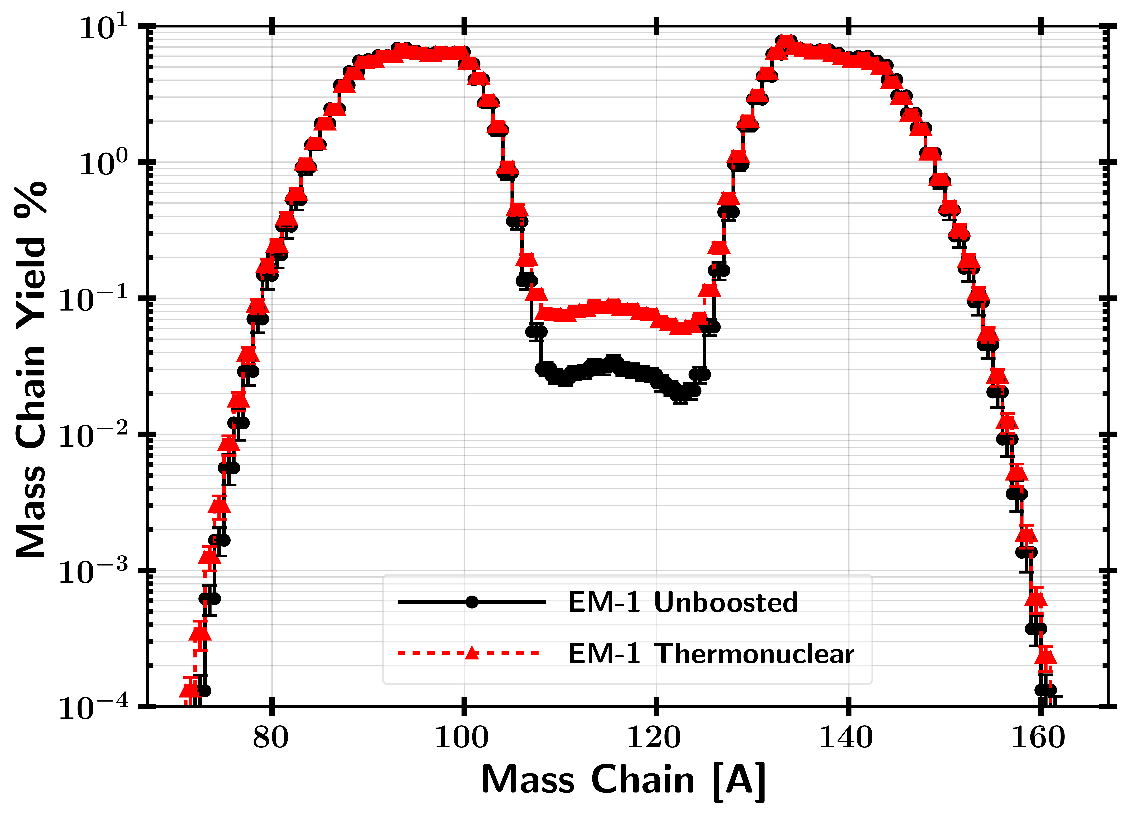 10^1
10^0
10^-1
10^-2
10^-3
10^-4
Mass Chain Yield %
EM-1 Unboosted
EM-1 Thermonuclear
80 100 120 140 160
Mass Chain [A]